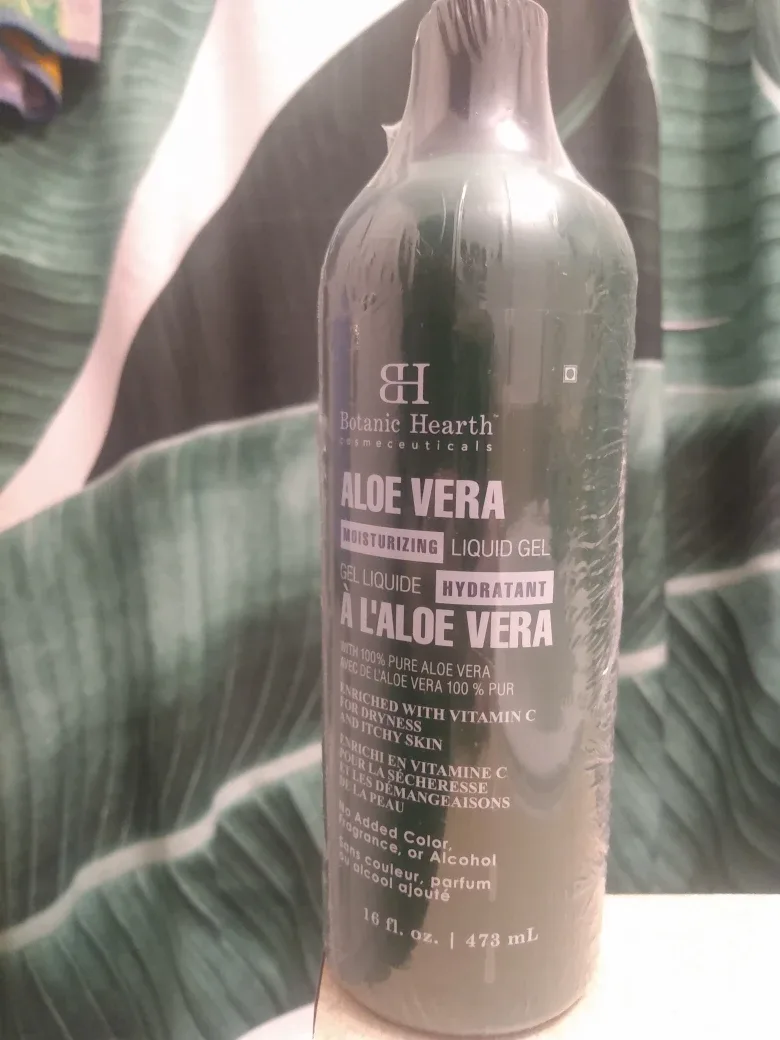 BH
Botanic Hearth™
cosmeceuticals
ALOE VERA
MOISTURIZING LIQUID GEL
GEL LIQUIDE HYDRATANT
À L'ALOE VERA
WITH 100% PURE ALOE VERA
AVEC DE L'ALOE VERA 100 % PUR
ENRICHED WITH VITAMIN C
FOR DRYNESS
AND ITCHY SKIN
ENRICHI EN VITAMINE C
POUR LA SÉCHERESSE
ET LES DÉMANGEAISONS
DE LA PEAU
No Added Color,
Fragrance, or Alcohol
Sans couleur, parfum
ou alcool ajouté
16 fl. oz. | 473 mL